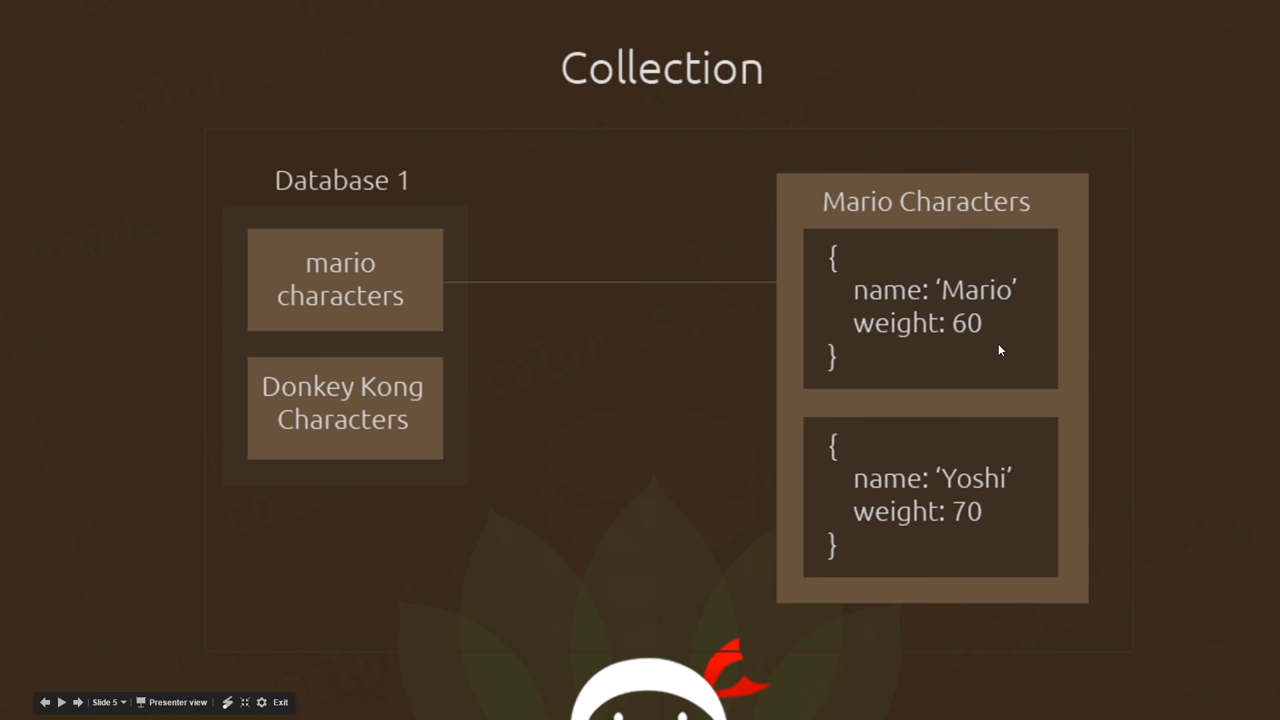 Collection
Database 1
mario
characters
Donkey Kong
Characters
Mario Characters
{
name: ‘Mario’
weight: 60
}
{
name: ‘Yoshi’
weight: 70
}
Slide 5
Presenter view
Exit